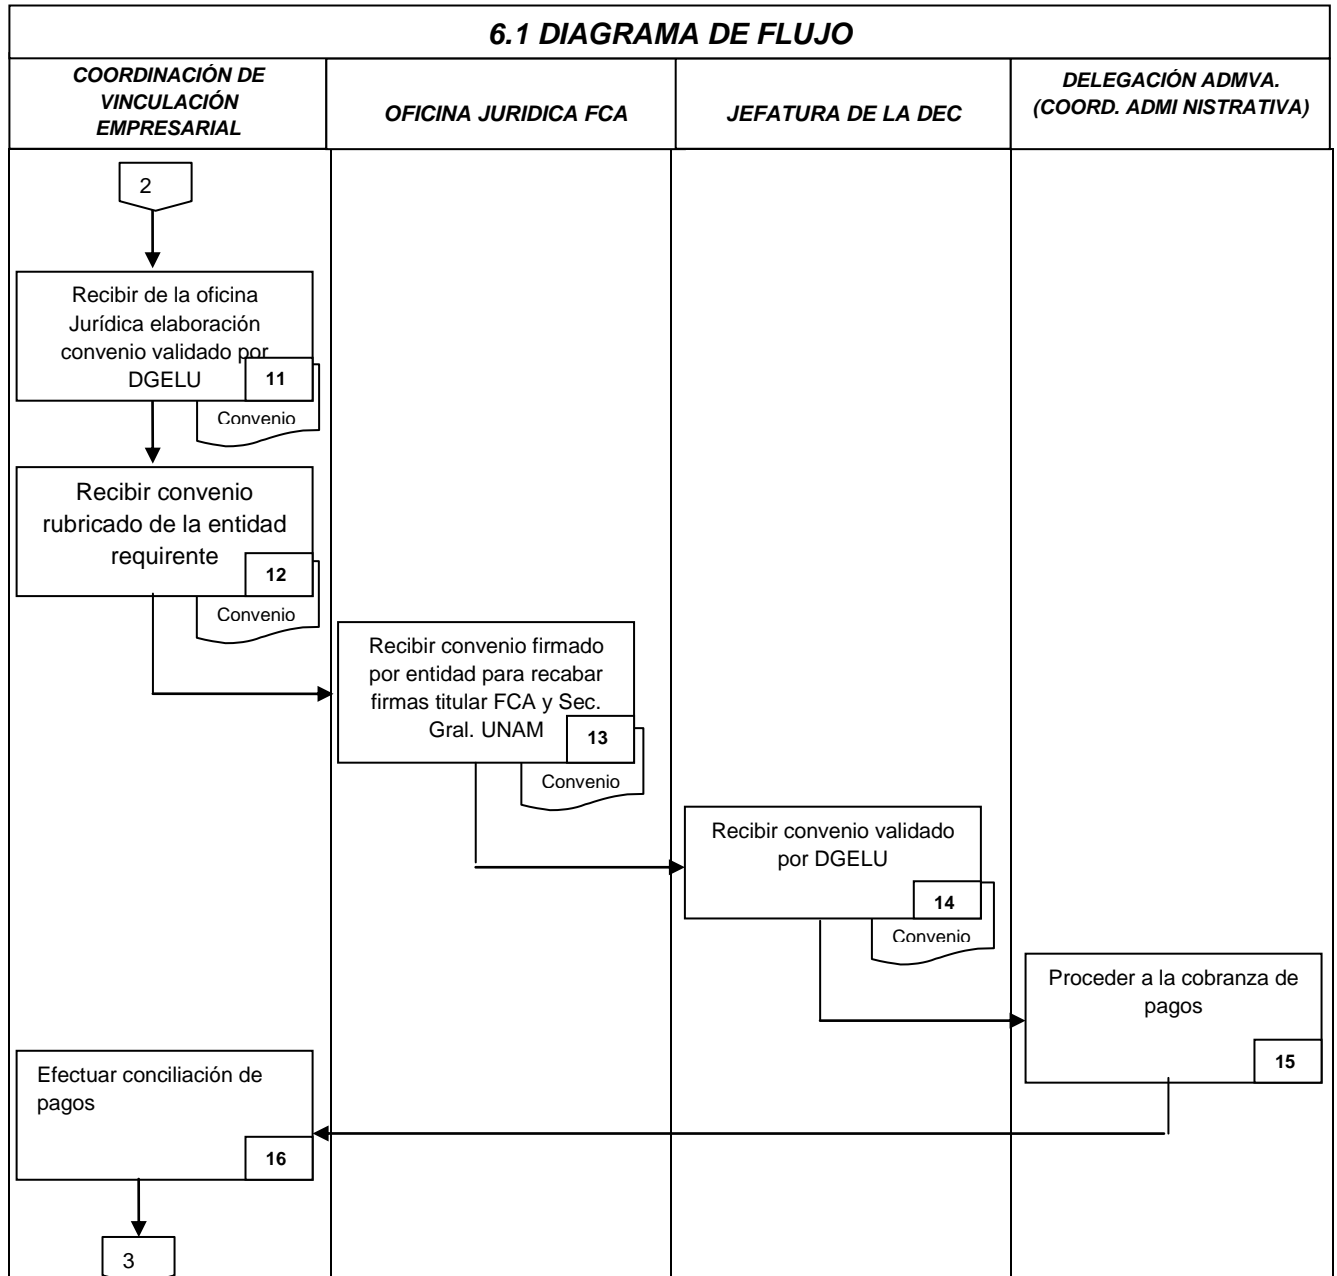 6.1 DIAGRAMA DE FLUJO
COORDINACIÓN DE
VINCULACIÓN
EMPRESARIAL
OFICINA JURIDICA FCA
JEFATURA DE LA DEC
DELEGACIÓN ADMVA.
(COORD. ADMI NISTRATIVA)
2
Recibir de la oficina
Jurídica elaboración
convenio validado por
DGELU
11
Convenio
Recibir convenio
rubricado de la entidad
requirente
12
Convenio
Recibir convenio firmado
por entidad para recabar
firmas titular FCA y Sec.
Gral. UNAM
13
Convenio
Recibir convenio validado
por DGELU
14
Convenio
Proceder a la cobranza de
pagos
15
Efectuar conciliación de
pagos
16
3